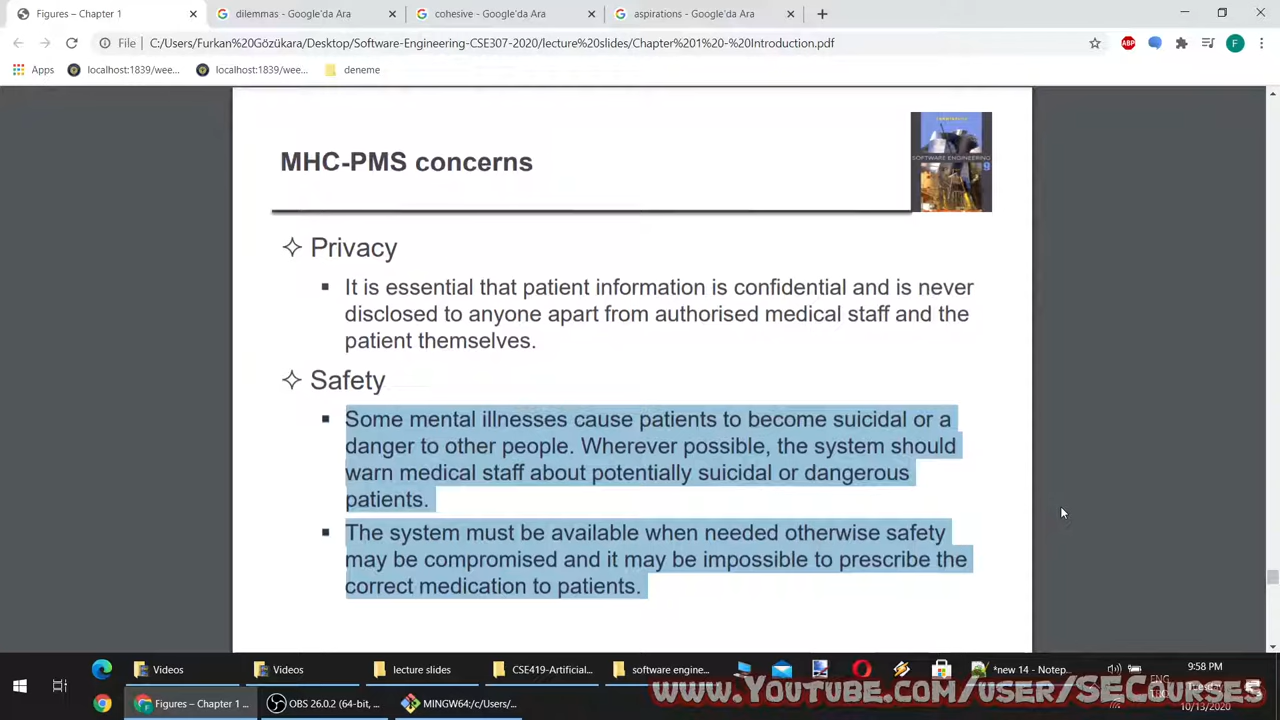 Figures – Chapter 1
dilemmas - Google'da Ara
cohesive - Google'da Ara
aspirations - Google'da Ara
File
C:/Users/Furkan%20Gözükara/Desktop/Software-Engineering-CSE307-2020/lecture%20slides/Chapter%201%20-%20Introduction.pdf
ABP
F
Apps
localhost:1839/wee...
localhost:1839/wee...
deneme
MHC-PMS concerns
SOFTWARE ENGINEERING
9
Privacy
It is essential that patient information is confidential and is never
disclosed to anyone apart from authorised medical staff and the
patient themselves.
Safety
Some mental illnesses cause patients to become suicidal or a
danger to other people. Wherever possible, the system should
warn medical staff about potentially suicidal or dangerous
patients.
The system must be available when needed otherwise safety
may be compromised and it may be impossible to prescribe the
correct medication to patients.
Videos
Videos
lecture slides
CSE419-Artificial...
software enginee...
*new 14 - Notep...
9:58 PM
ENG
10/13/2020
Figures – Chapter 1 ...
OBS 26.0.2 (64-bit, ...
MINGW64:/c/Users/...
www.YouTube.com/user/SECourses